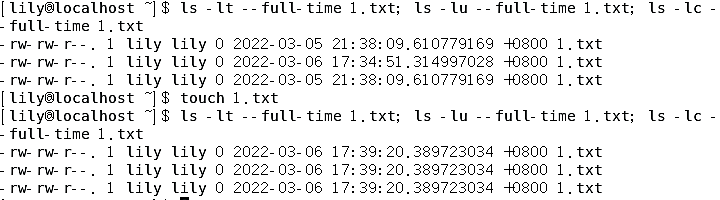 [lily@localhost ~]$ ls -lt --full-time 1.txt; ls -lu --full-time 1.txt; ls -lc -
-full-time 1.txt
-rw-rw-r--. 1 lily lily 0 2022-03-05 21:38:09.610779169 +0800 1.txt
-rw-rw-r--. 1 lily lily 0 2022-03-06 17:34:51.314997028 +0800 1.txt
-rw-rw-r--. 1 lily lily 0 2022-03-05 21:38:09.610779169 +0800 1.txt
[lily@localhost ~]$ touch 1.txt
[lily@localhost ~]$ ls -lt --full-time 1.txt; ls -lu --full-time 1.txt; ls -lc -
-full-time 1.txt
-rw-rw-r--. 1 lily lily 0 2022-03-06 17:39:20.389723034 +0800 1.txt
-rw-rw-r--. 1 lily lily 0 2022-03-06 17:39:20.389723034 +0800 1.txt
-rw-rw-r--. 1 lily lily 0 2022-03-06 17:39:20.389723034 +0800 1.txt